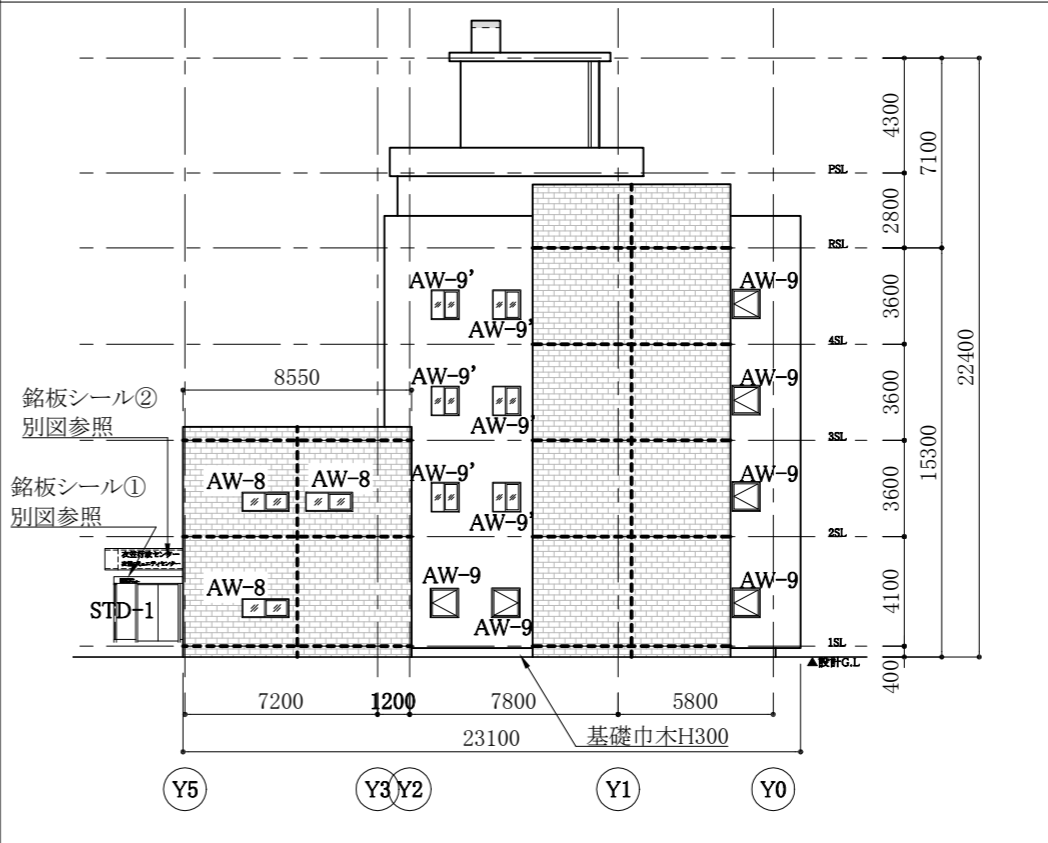 4300
7100
PSL
2800
RSL
AW-9'
AW-9'
AW-9
3600
4SL
22400
8550
AW-9'
AW-9'
AW-9
3600
銘板シール②
別図参照
3SL
15300
銘板シール①
別図参照
AW-8
AW-8
AW-9'
AW-9'
AW-9
3600
2SL
AW-8
AW-9
AW-9
AW-9
4100
STD-1
1SL
▲設計G.L
400
7200
1200
7800
5800
23100
基礎巾木H300
Y5
Y3
Y2
Y1
Y0